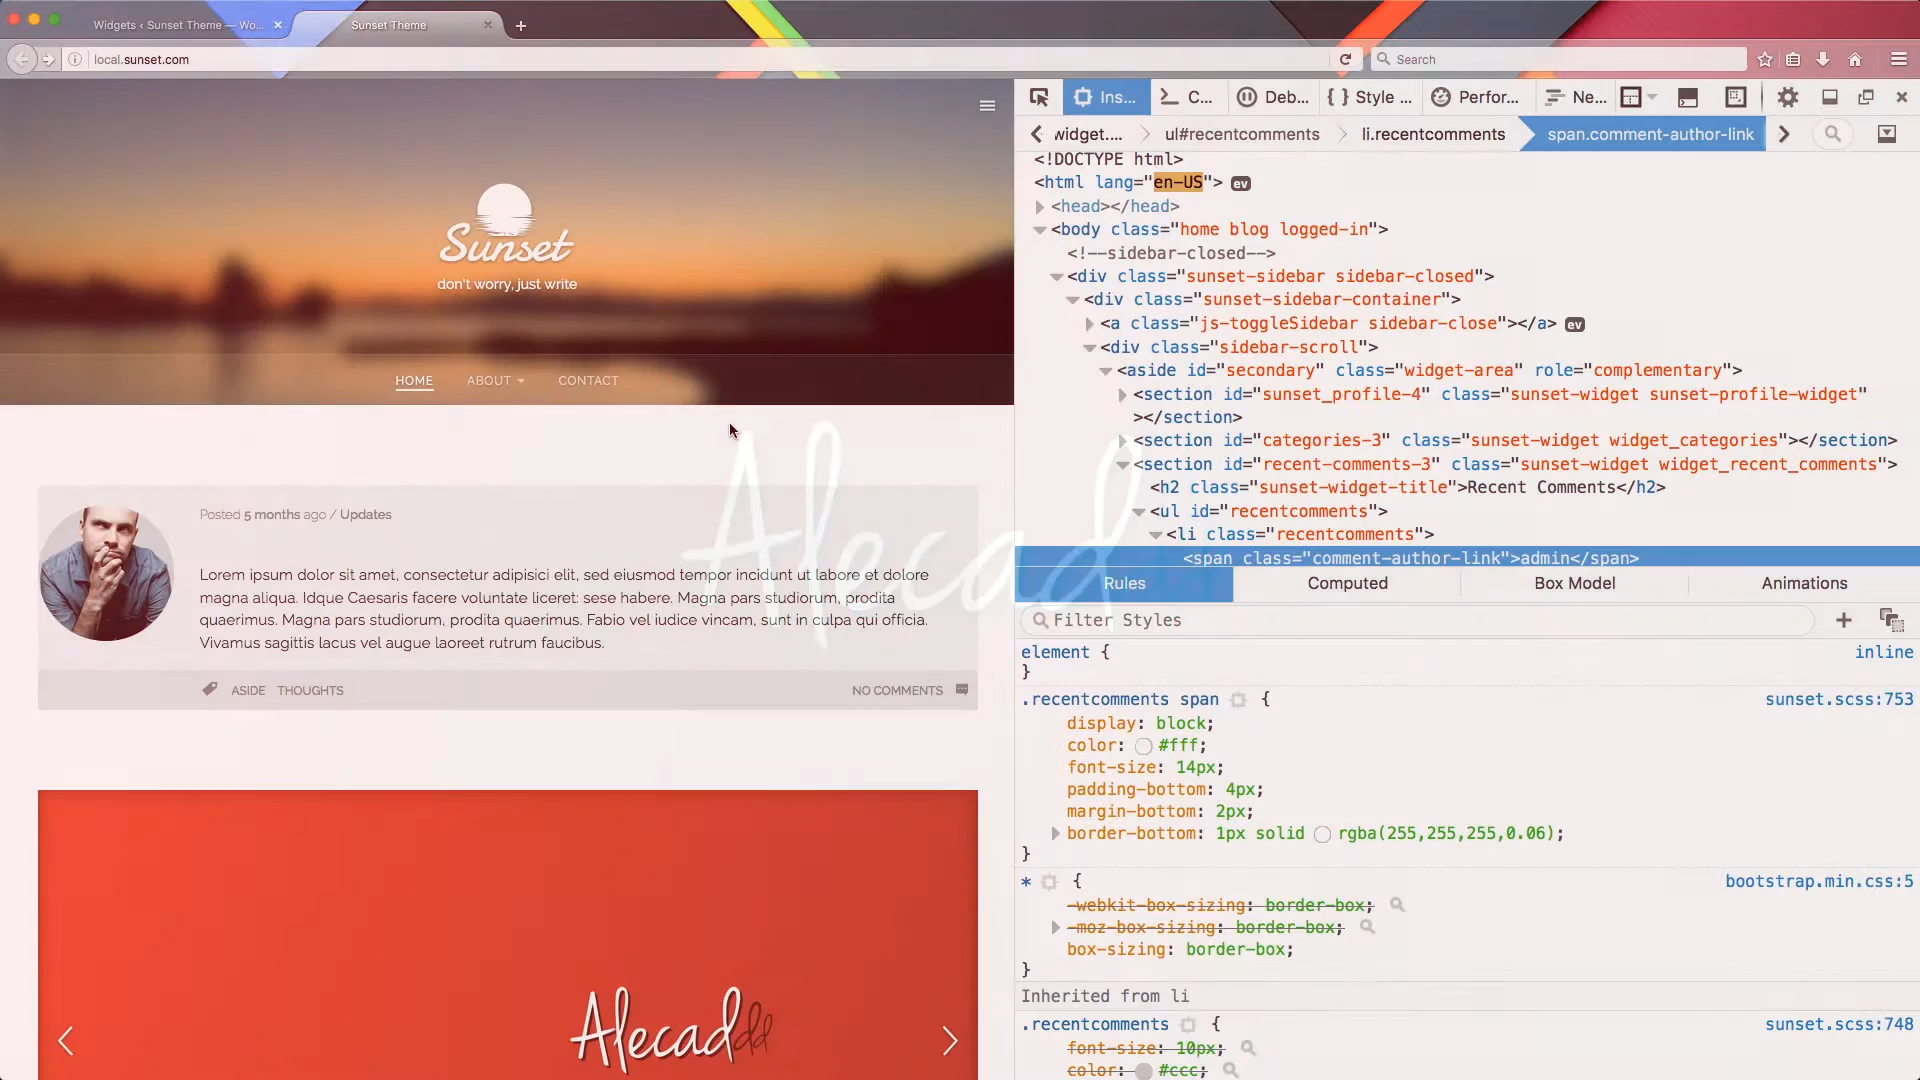 Widgets ‹ Sunset Theme — Wo...
Sunset Theme
local.sunset.com
Search
Ins...
C...
Deb...
{ } Style ...
Perfor...
Ne...
widget....
ul#recentcomments
li.recentcomments
span.comment-author-link
<!DOCTYPE html>
<html lang="en-US"> ev
<head></head>
<body class="home blog logged-in">
<!--sidebar-closed-->
<div class="sunset-sidebar sidebar-closed">
<div class="sunset-sidebar-container">
<a class="js-toggleSidebar sidebar-close"></a> ev
<div class="sidebar-scroll">
<aside id="secondary" class="widget-area" role="complementary">
<section id="sunset_profile-4" class="sunset-widget sunset-profile-widget"
></section>
<section id="categories-3" class="sunset-widget widget_categories"></section>
<section id="recent-comments-3" class="sunset-widget widget_recent_comments">
<h2 class="sunset-widget-title">Recent Comments</h2>
<ul id="recentcomments">
<li class="recentcomments">
<span class="comment-author-link">admin</span>
Rules
Computed
Box Model
Animations
Filter Styles
element {
inline
}
.recentcomments span {
sunset.scss:753
display: block;
color: #fff;
font-size: 14px;
padding-bottom: 4px;
margin-bottom: 2px;
border-bottom: 1px solid rgba(255,255,255,0.06);
}
* {
bootstrap.min.css:5
-webkit-box-sizing: border-box;
-moz-box-sizing: border-box;
box-sizing: border-box;
}
Inherited from li
.recentcomments {
sunset.scss:748
font-size: 10px;
color: #ccc;
Sunset
don't worry, just write
HOME
ABOUT
CONTACT
Posted 5 months ago / Updates
Lorem ipsum dolor sit amet, consectetur adipisici elit, sed eiusmod tempor incidunt ut labore et dolore
magna aliqua. Idque Caesaris facere voluntate liceret: sese habere. Magna pars studiorum, prodita
quaerimus. Magna pars studiorum, prodita quaerimus. Fabio vel iudice vincam, sunt in culpa qui officia.
Vivamus sagittis lacus vel augue laoreet rutrum faucibus.
ASIDE THOUGHTS
NO COMMENTS
Alecad
Alecaddd